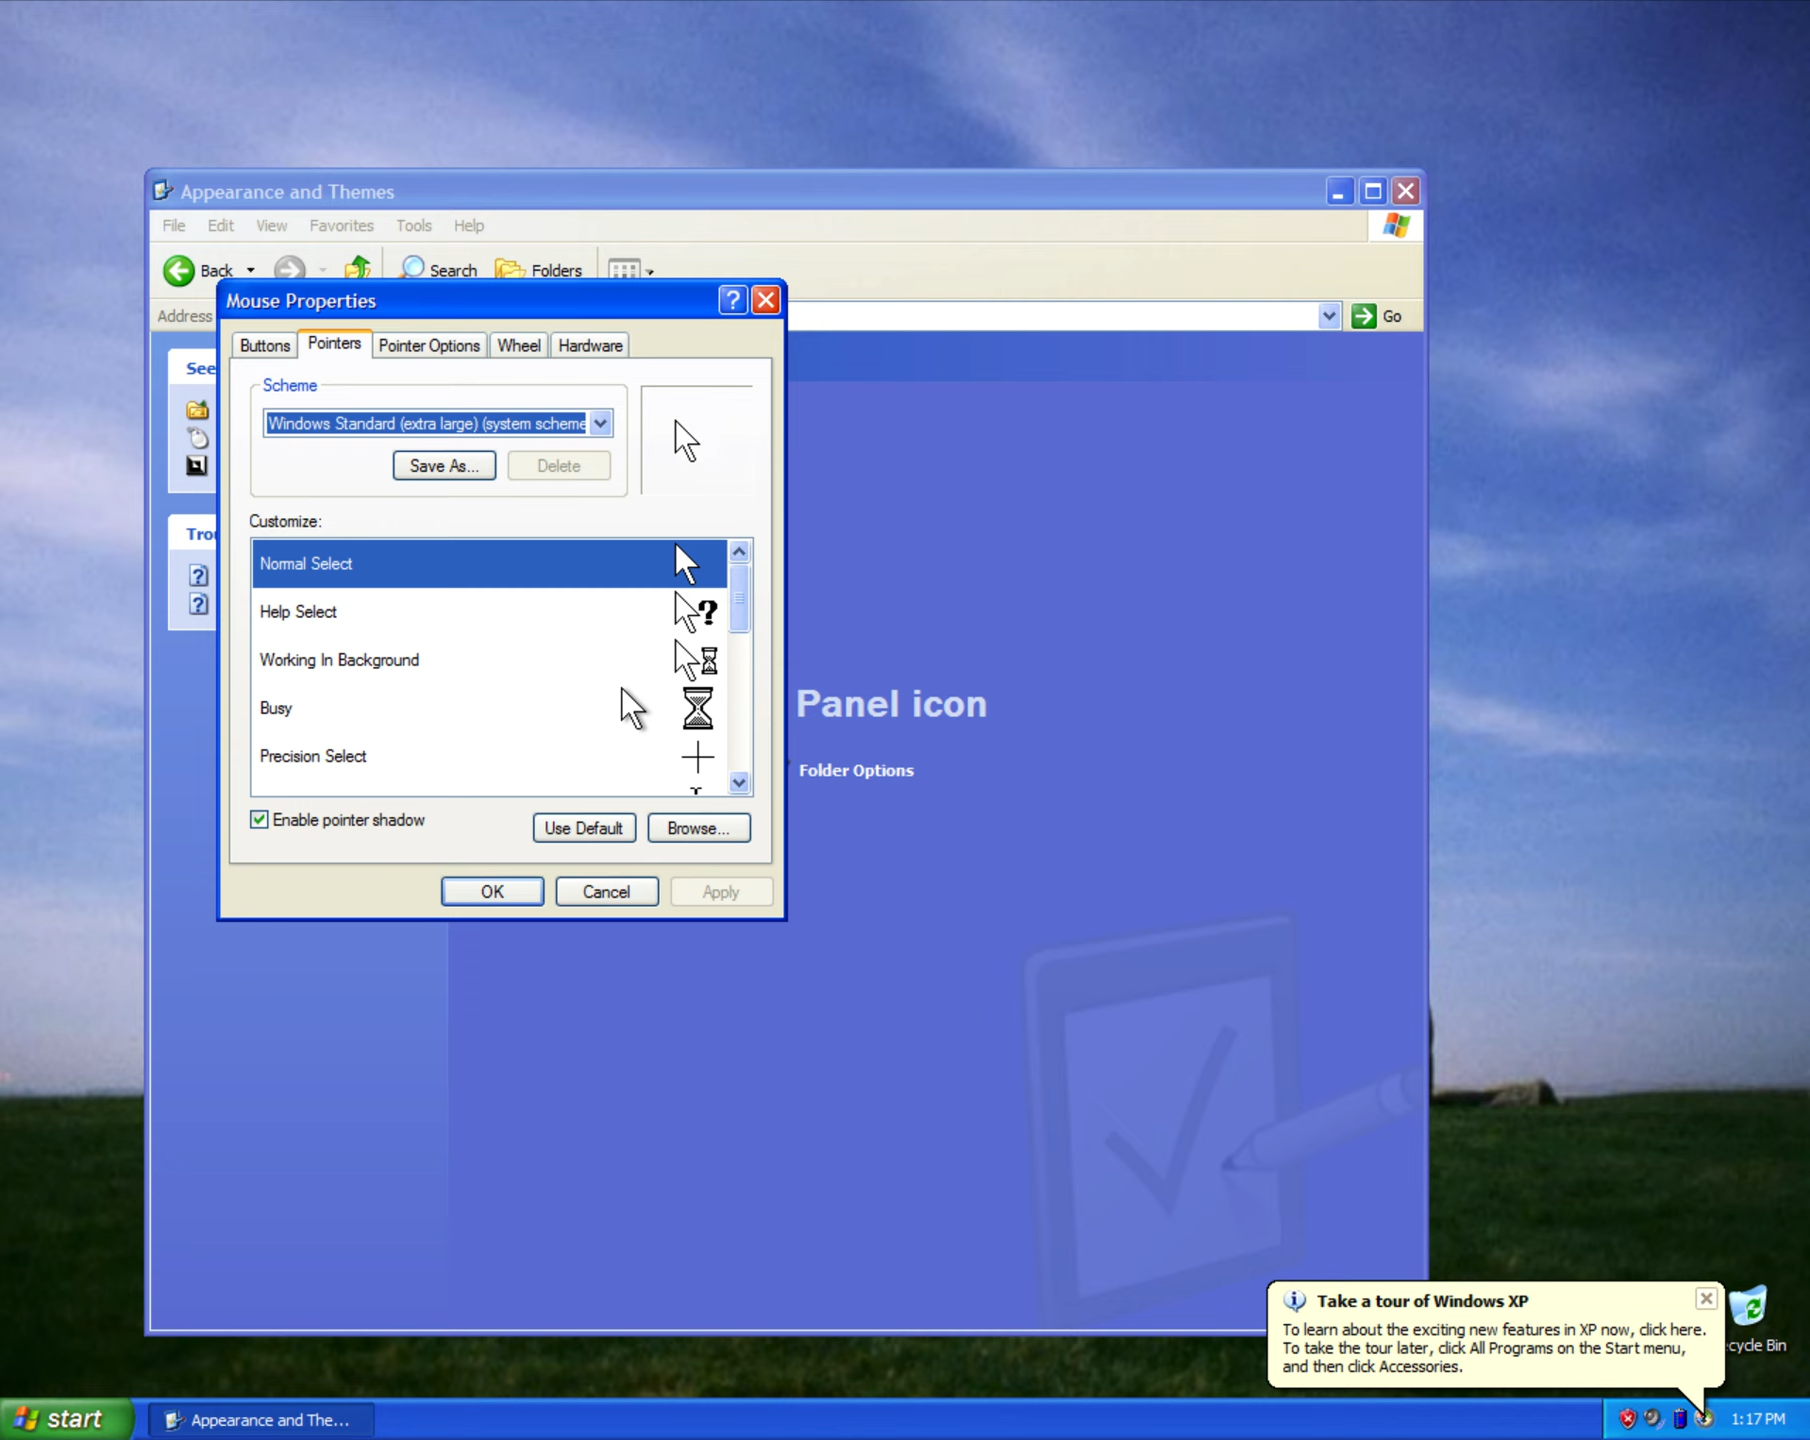 Appearance and Themes
File Edit View Favorites Tools Help
Back Search Folders
Address Go
Mouse Properties
Buttons Pointers Pointer Options Wheel Hardware
See
Scheme
Windows Standard (extra large) (system scheme
Save As... Delete
Customize:
Normal Select
Help Select
Working In Background
Busy
Precision Select
Enable pointer shadow
Use Default Browse...
OK Cancel Apply
Panel icon
Folder Options
Take a tour of Windows XP
To learn about the exciting new features in XP now, click here.
To take the tour later, click All Programs on the Start menu,
and then click Accessories.
cycle Bin
start
Appearance and The...
1:17 PM